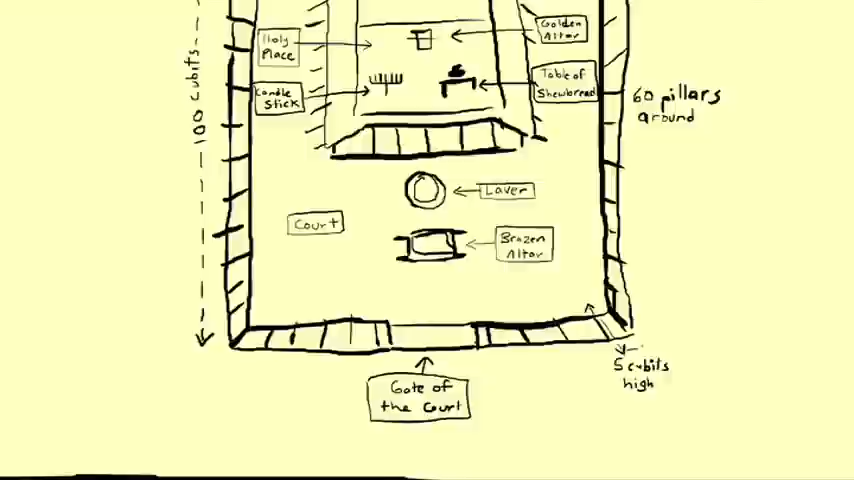 Golden
Altar
Holy
Place
Table of
Shewbread
Candle
Stick
100 cubits
60 pillars
around
Laver
Court
Brazen
Altar
5 cubits
high
Gate of
the Court